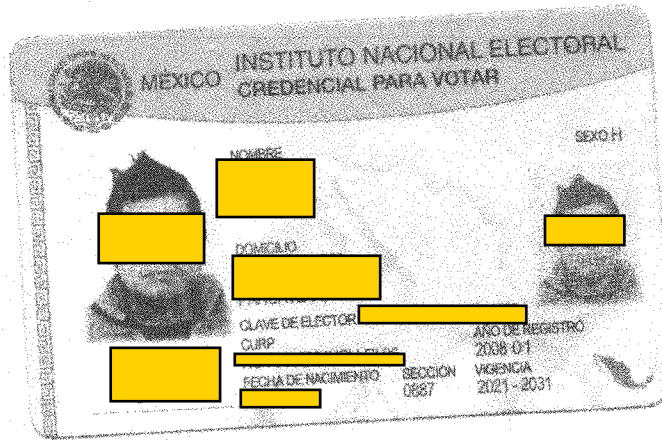 INSTITUTO NACIONAL ELECTORAL
MÉXICO
CREDENCIAL PARA VOTAR
SEXO H
NOMBRE
DOMICILIO
CLAVE DE ELECTOR
CURP
AÑO DE REGISTRO
2008 01
FECHA DE NACIMIENTO
SECCIÓN
0887
VIGENCIA
2021 - 2031